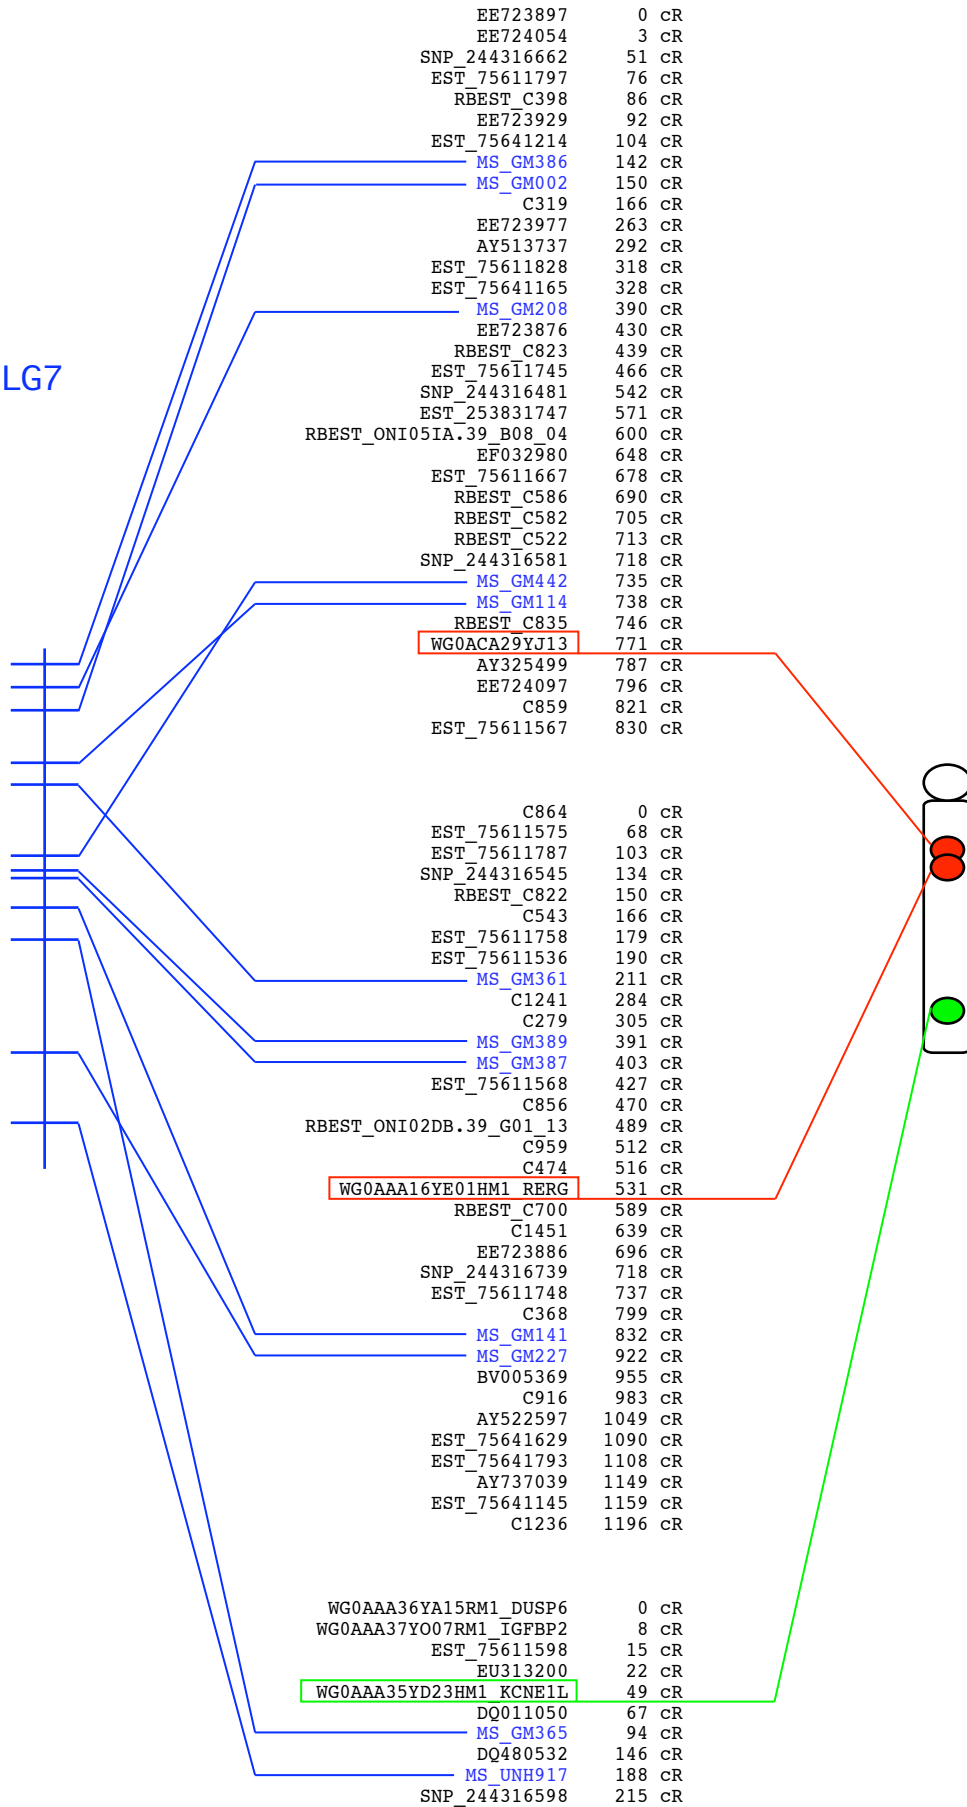 EE723897 0 cR
EE724054 3 cR
SNP_244316662 51 cR
EST_75611797 76 cR
RBEST_C398 86 cR
EE723929 92 cR
EST_75641214 104 cR
MS_GM386 142 cR
MS_GM002 150 cR
C319 166 cR
EE723977 263 cR
AY513737 292 cR
EST_75611828 318 cR
EST_75641165 328 cR
MS_GM208 390 cR
EE723876 430 cR
RBEST_C823 439 cR
LG7
EST_75611745 466 cR
SNP_244316481 542 cR
EST_253831747 571 cR
RBEST_ONI05IA.39_B08_04 600 cR
EF032980 648 cR
EST_75611667 678 cR
RBEST_C586 690 cR
RBEST_C582 705 cR
RBEST_C522 713 cR
SNP_244316581 718 cR
MS_GM442 735 cR
MS_GM114 738 cR
RBEST_C835 746 cR
WG0ACA29YJ13 771 cR
AY325499 787 cR
EE724097 796 cR
C859 821 cR
EST_75611567 830 cR
C864 0 cR
EST_75611575 68 cR
EST_75611787 103 cR
SNP_244316545 134 cR
RBEST_C822 150 cR
C543 166 cR
EST_75611758 179 cR
EST_75611536 190 cR
MS_GM361 211 cR
C1241 284 cR
C279 305 cR
MS_GM389 391 cR
MS_GM387 403 cR
EST_75611568 427 cR
C856 470 cR
RBEST_ONI02DB.39_G01_13 489 cR
C959 512 cR
C474 516 cR
WG0AAA16YE01HM1_RERG 531 cR
RBEST_C700 589 cR
C1451 639 cR
EE723886 696 cR
SNP_244316739 718 cR
EST_75611748 737 cR
C368 799 cR
MS_GM141 832 cR
MS_GM227 922 cR
BV005369 955 cR
C916 983 cR
AY522597 1049 cR
EST_75641629 1090 cR
EST_75641793 1108 cR
AY737039 1149 cR
EST_75641145 1159 cR
C1236 1196 cR
WG0AAA36YA15RM1_DUSP6 0 cR
WG0AAA37YO07RM1_IGFBP2 8 cR
EST_75611598 15 cR
EU313200 22 cR
WG0AAA35YD23HM1_KCNE1L 49 cR
DQ011050 67 cR
MS_GM365 94 cR
DQ480532 146 cR
MS_UNH917 188 cR
SNP_244316598 215 cR